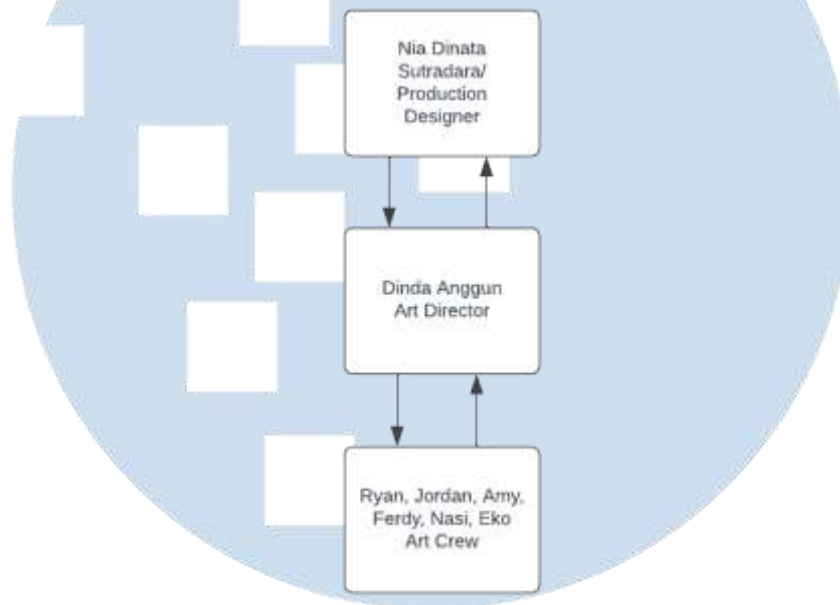 Nia Dinata
Sutradara/
Production
Designer
Dinda Anggun
Art Director
Ryan, Jordan, Amy,
Ferdy, Nasi, Eko
Art Crew